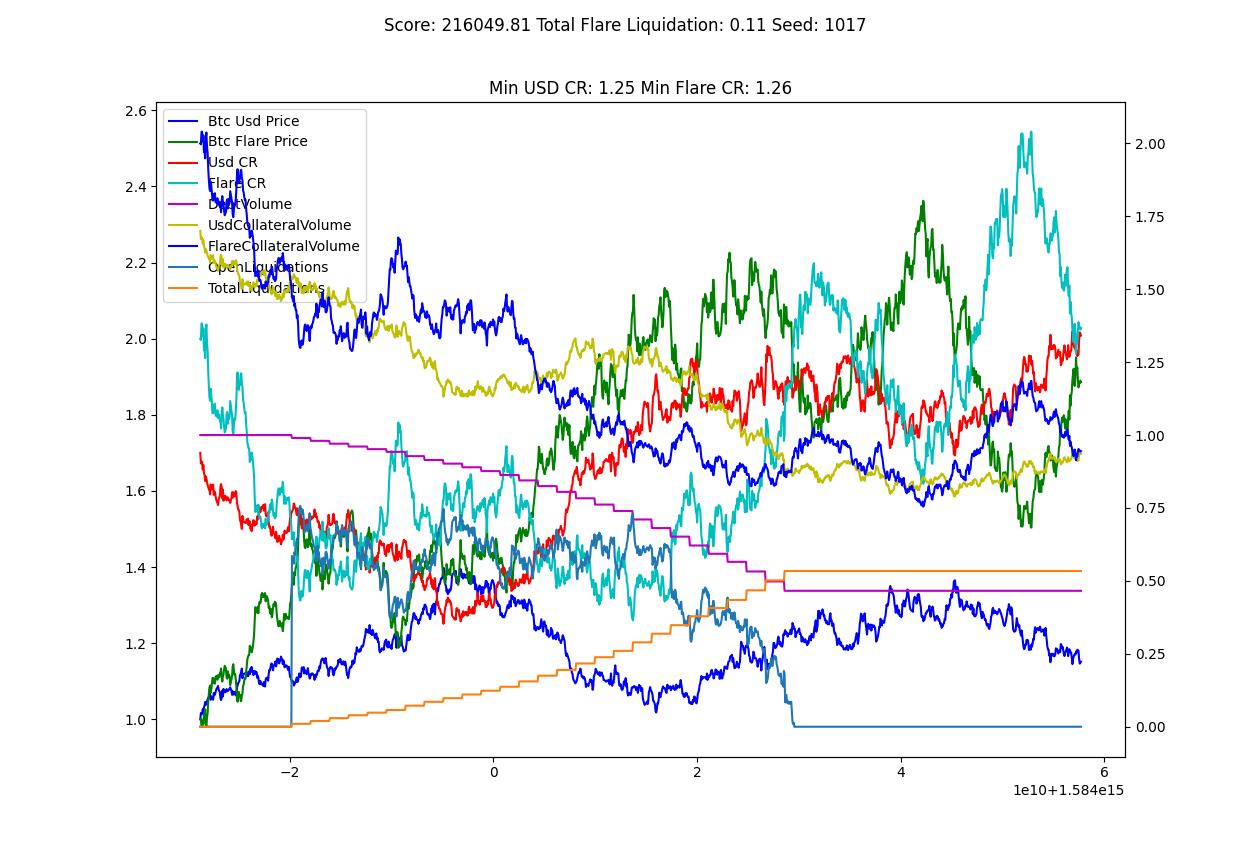 Score: 216049.81 Total Flare Liquidation: 0.11 Seed: 1017
Min USD CR: 1.25 Min Flare CR: 1.26
Btc Usd Price
Btc Flare Price
Usd CR
Flare CR
DebtVolume
UsdCollateralVolume
FlareCollateralVolume
OpenLiquidations
TotalLiquidations
2.6
2.4
2.2
2.0
1.8
1.6
1.4
1.2
1.0
2.00
1.75
1.50
1.25
1.00
0.75
0.50
0.25
0.00
−2
0
2
4
6
1e10+1.584e15